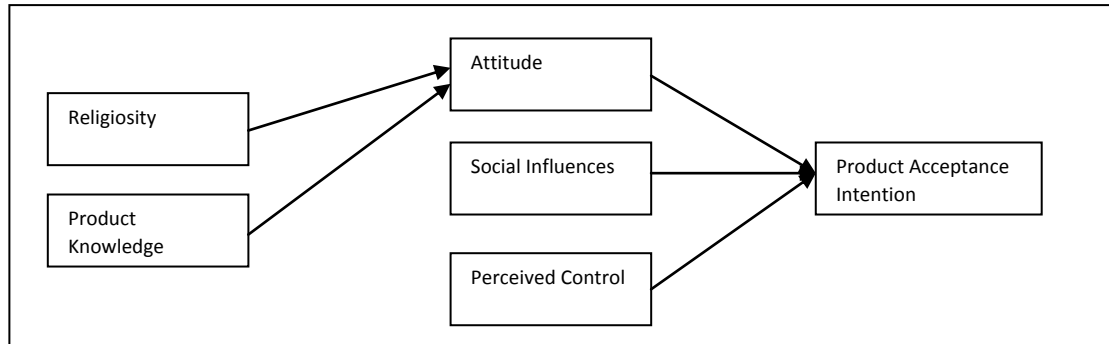 Religiosity
Product
Knowledge
Attitude
Social Influences
Perceived Control
Product Acceptance
Intention